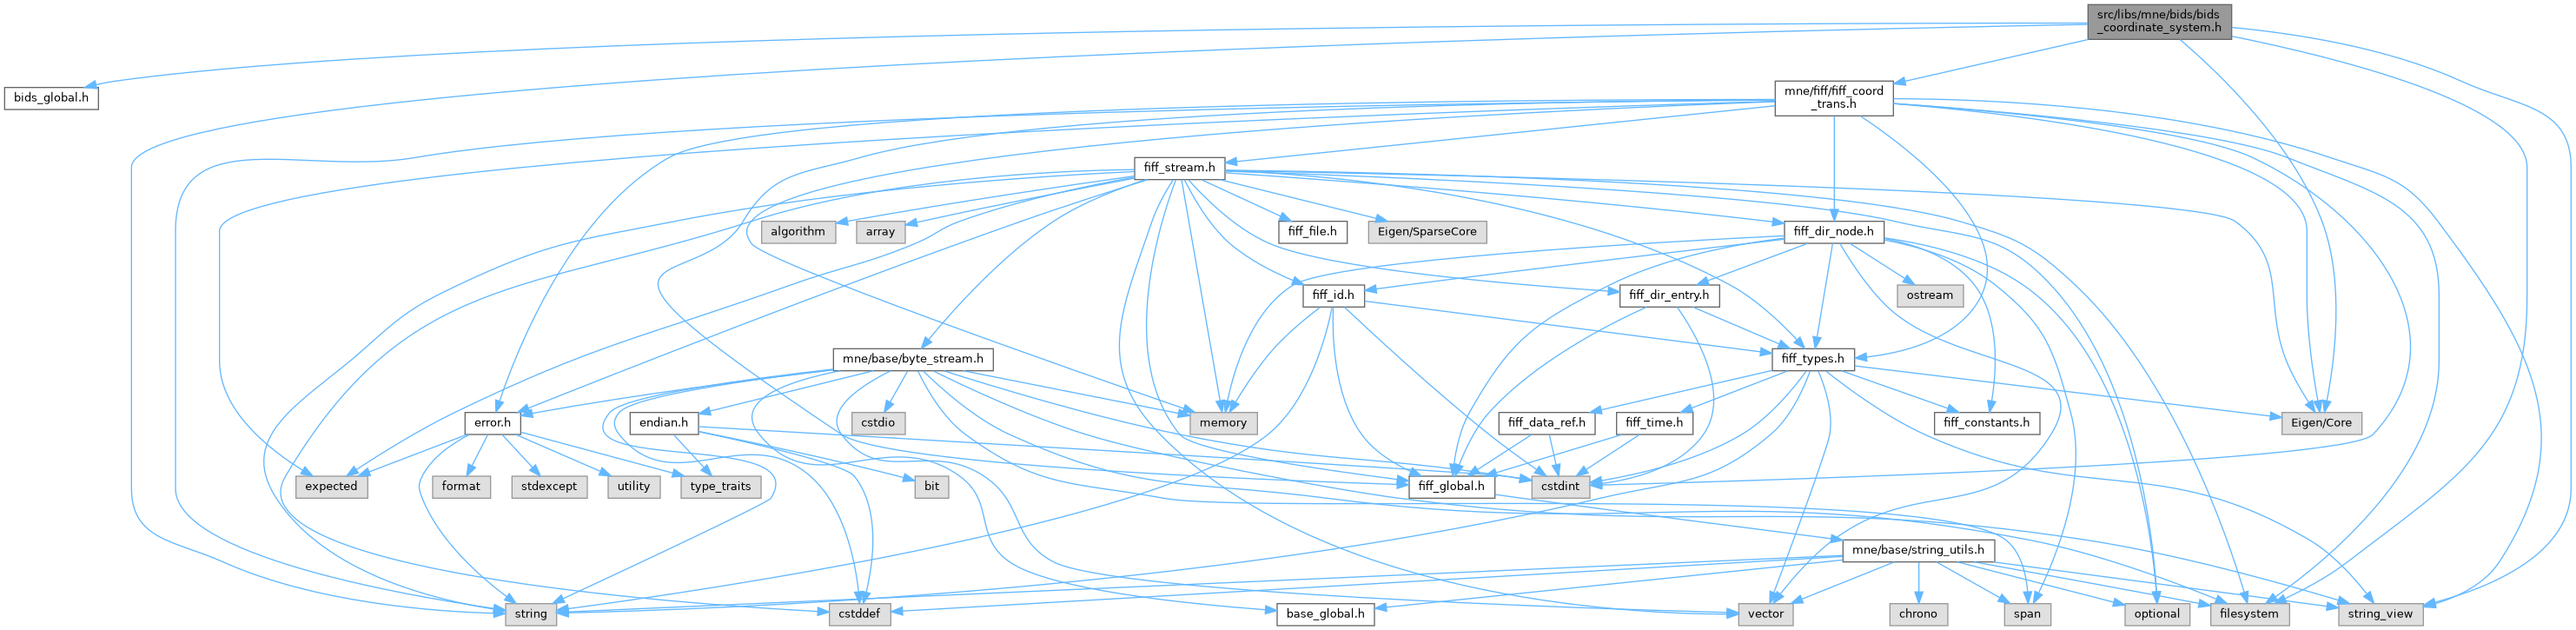 src/libs/mne/bids/bids
_coordinate_system.h
bids_global.h
mne/fiff/fiff_coord
_trans.h
fiff_stream.h
algorithm
array
fiff_file.h
Eigen/SparseCore
fiff_dir_node.h
fiff_id.h
fiff_dir_entry.h
ostream
mne/base/byte_stream.h
fiff_types.h
error.h
endian.h
cstdio
memory
fiff_data_ref.h
fiff_time.h
fiff_constants.h
Eigen/Core
expected
format
stdexcept
utility
type_traits
bit
fiff_global.h
cstdint
mne/base/string_utils.h
string
cstddef
base_global.h
vector
chrono
span
optional
filesystem
string_view